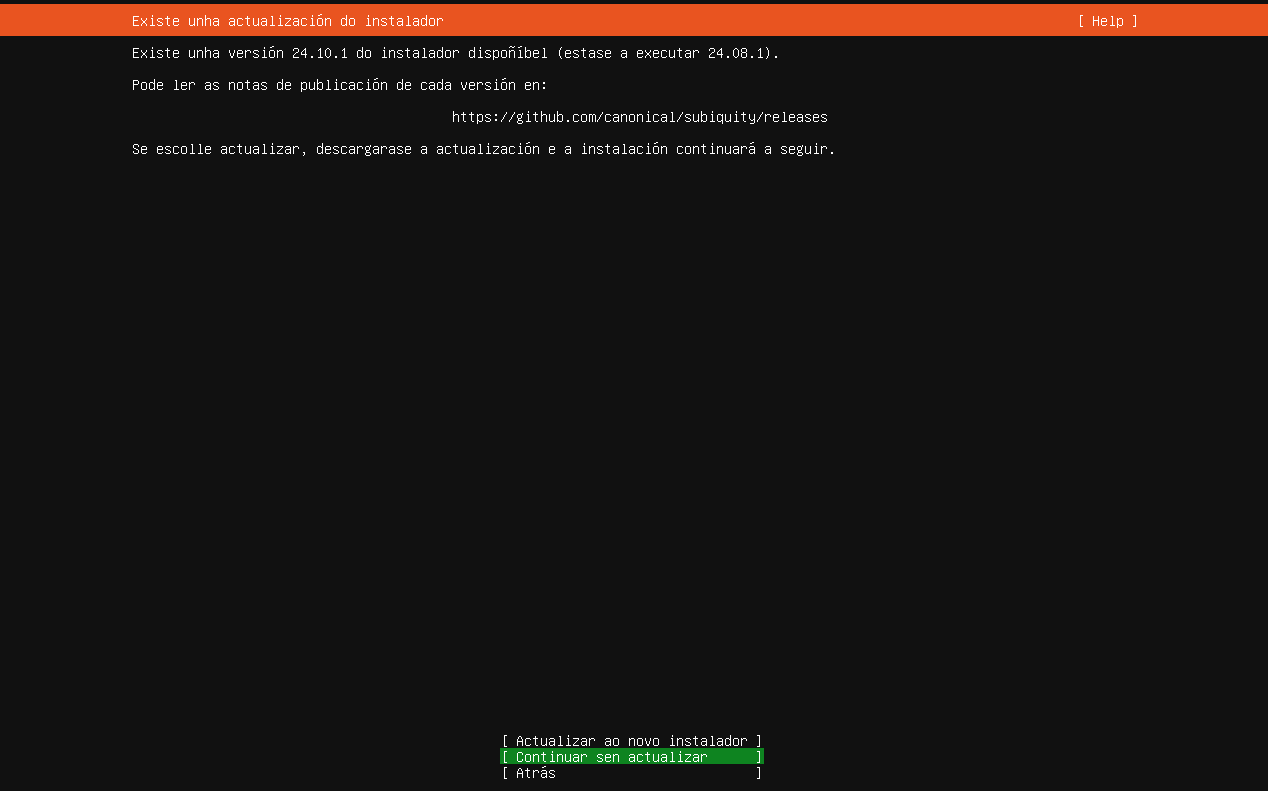 Existe unha actualización do instalador [ Help ]
Existe unha versión 24.10.1 do instalador dispoñíbel (estase a executar 24.08.1).
Pode ler as notas de publicación de cada versión en:
https://github.com/canonical/subiquity/releases
Se escolle actualizar, descargarase a actualización e a instalación continuará a seguir.
[ Actualizar ao novo instalador ]
[ Continuar sen actualizar ]
[ Atrás ]